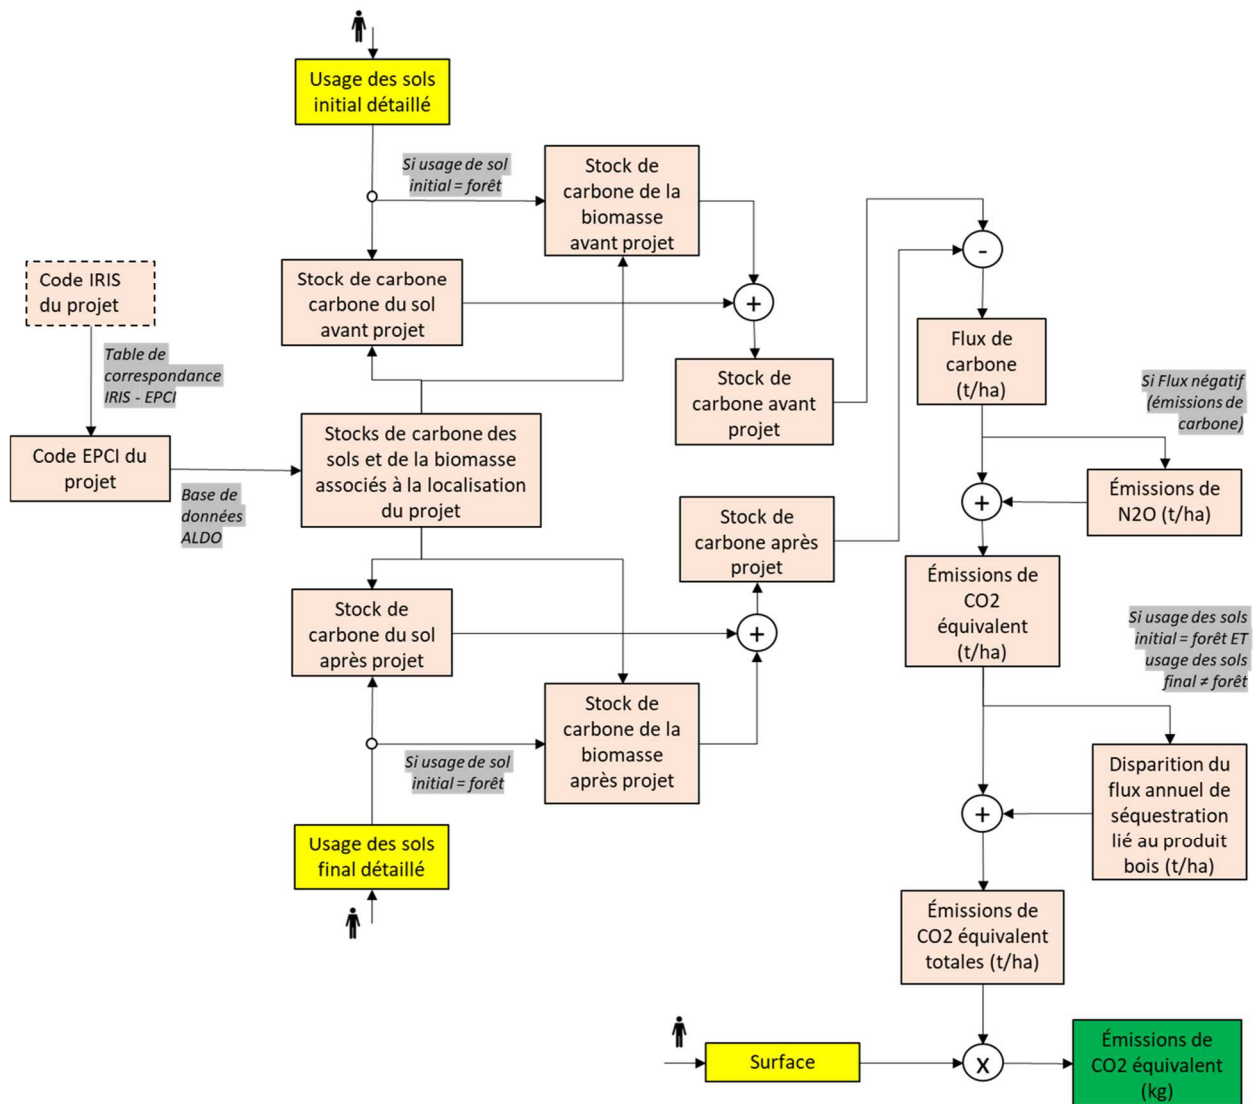 Usage des sols
initial détaillé
Si usage de sol
initial = forêt
Stock de
carbone de la
biomasse
avant projet
Code IRIS
du projet
Stock de carbone
carbone du sol
avant projet
+
-
Table de
correspondance
IRIS - EPCI
Flux de
carbone
(t/ha)
Stock de
carbone avant
projet
Si Flux négatif
(émissions de
carbone)
Code EPCI du
projet
Base de
données
ALDO
Stocks de carbone des
sols et de la biomasse
associés à la localisation
du projet
Stock de
carbone après
projet
+
Émissions de
N2O (t/ha)
Émissions de
CO2
équivalent
(t/ha)
Stock de
carbone du sol
après projet
+
Si usage des sols
initial = forêt ET
usage des sols
final ≠ forêt
Si usage de sol
initial = forêt
Stock de
carbone de la
biomasse
après projet
Disparition du
flux annuel de
séquestration
lié au produit
bois (t/ha)
+
Usage des sols
final détaillé
Émissions de
CO2 équivalent
totales (t/ha)
Surface
X
Émissions de
CO2 équivalent
(kg)